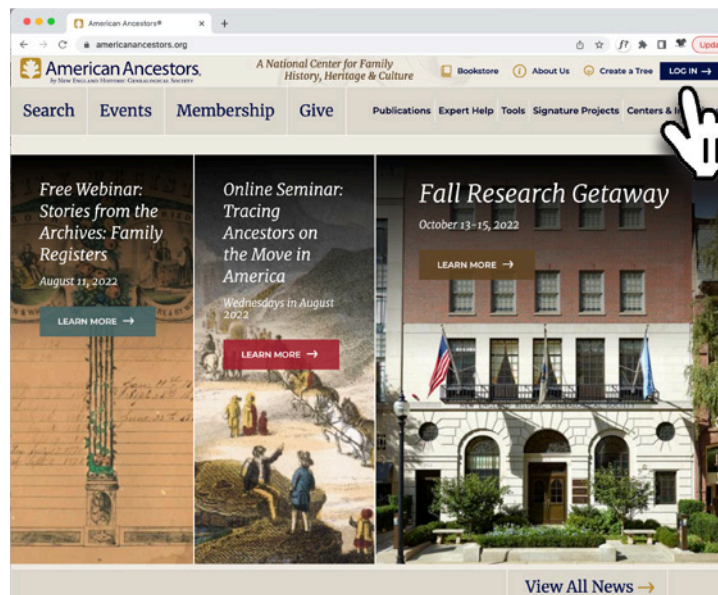 American Ancestors®
americanancestors.org
Upda
American Ancestors®
by New England Historic Genealogical Society
A National Center for Family
History, Heritage & Culture
Bookstore
About Us
Create a Tree
LOG IN →
Search
Events
Membership
Give
Publications
Expert Help
Tools
Signature Projects
Centers &
Free Webinar:
Stories from the
Archives: Family
Registers
August 11, 2022
LEARN MORE →
Online Seminar:
Tracing
Ancestors on
the Move in
America
Wednesdays in August
2022
LEARN MORE →
Fall Research Getaway
October 13–15, 2022
LEARN MORE →
View All News →